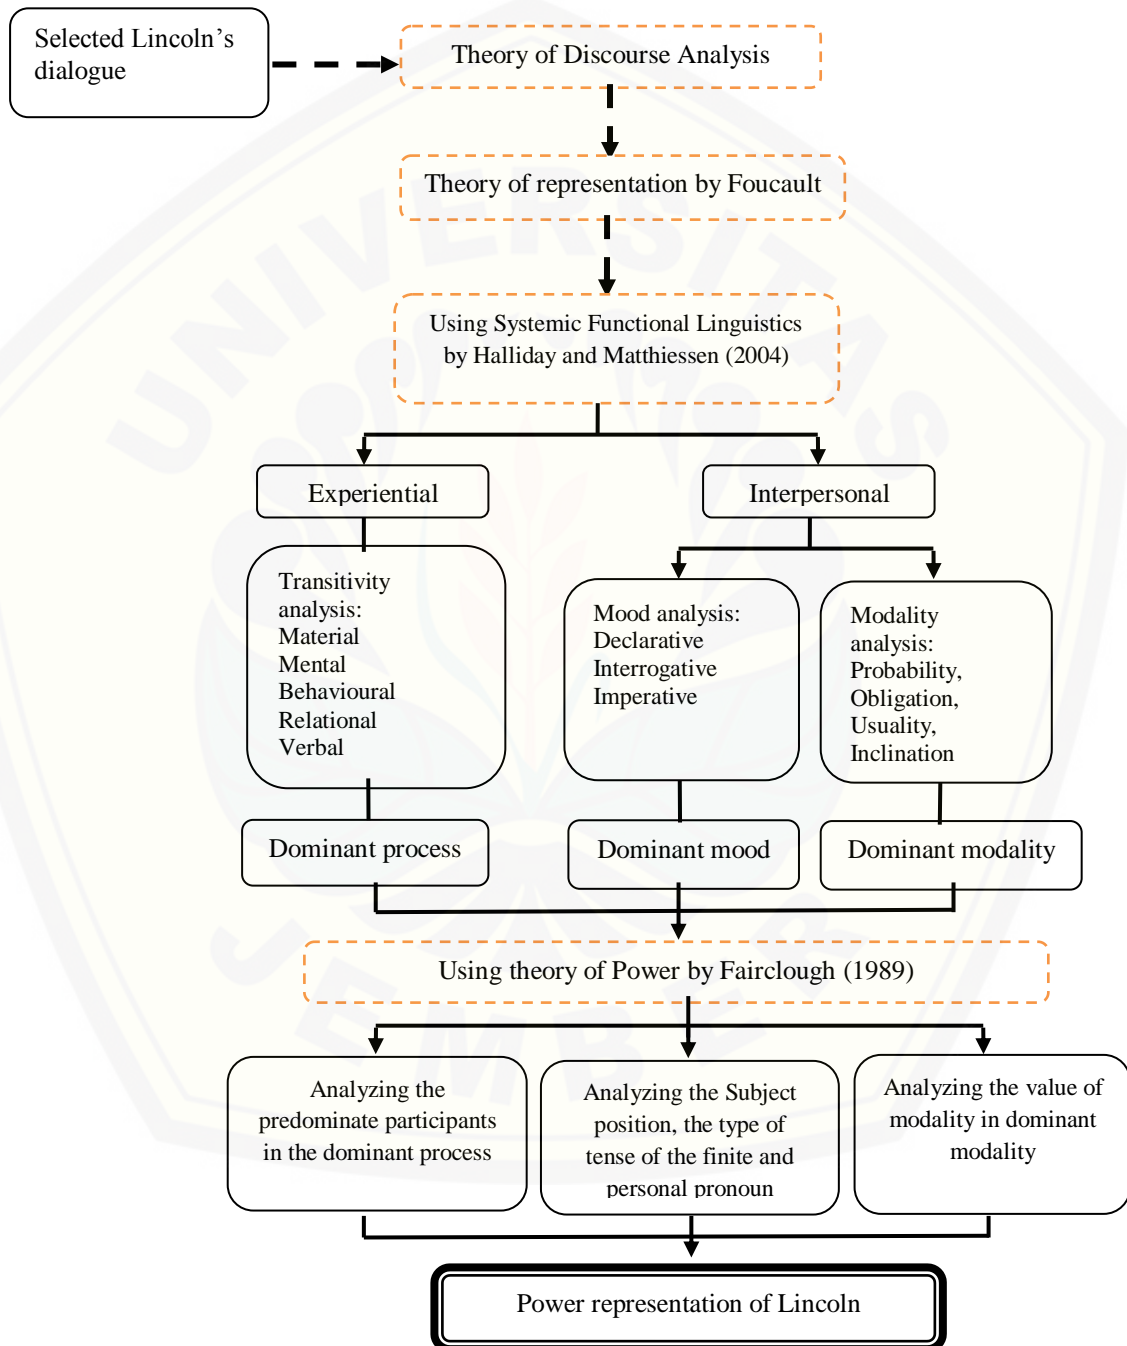 Selected Lincoln's
dialogue
Theory of Discourse Analysis
Theory of representation by Foucault
Using Systemic Functional Linguistics
by Halliday and Matthiessen (2004)
Experiential
Interpersonal
Transitivity
analysis:
Material
Mental
Behavioural
Relational
Verbal
Mood analysis:
Declarative
Interrogative
Imperative
Modality
analysis:
Probability,
Obligation,
Usuality,
Inclination
Dominant process
Dominant mood
Dominant modality
Using theory of Power by Fairclough (1989)
Analyzing the
predominate participants
in the dominant process
Analyzing the Subject
position, the type of
tense of the finite and
personal pronoun
Analyzing the value of
modality in dominant
modality
Power representation of Lincoln
UNIVERSITAS
JEMBER